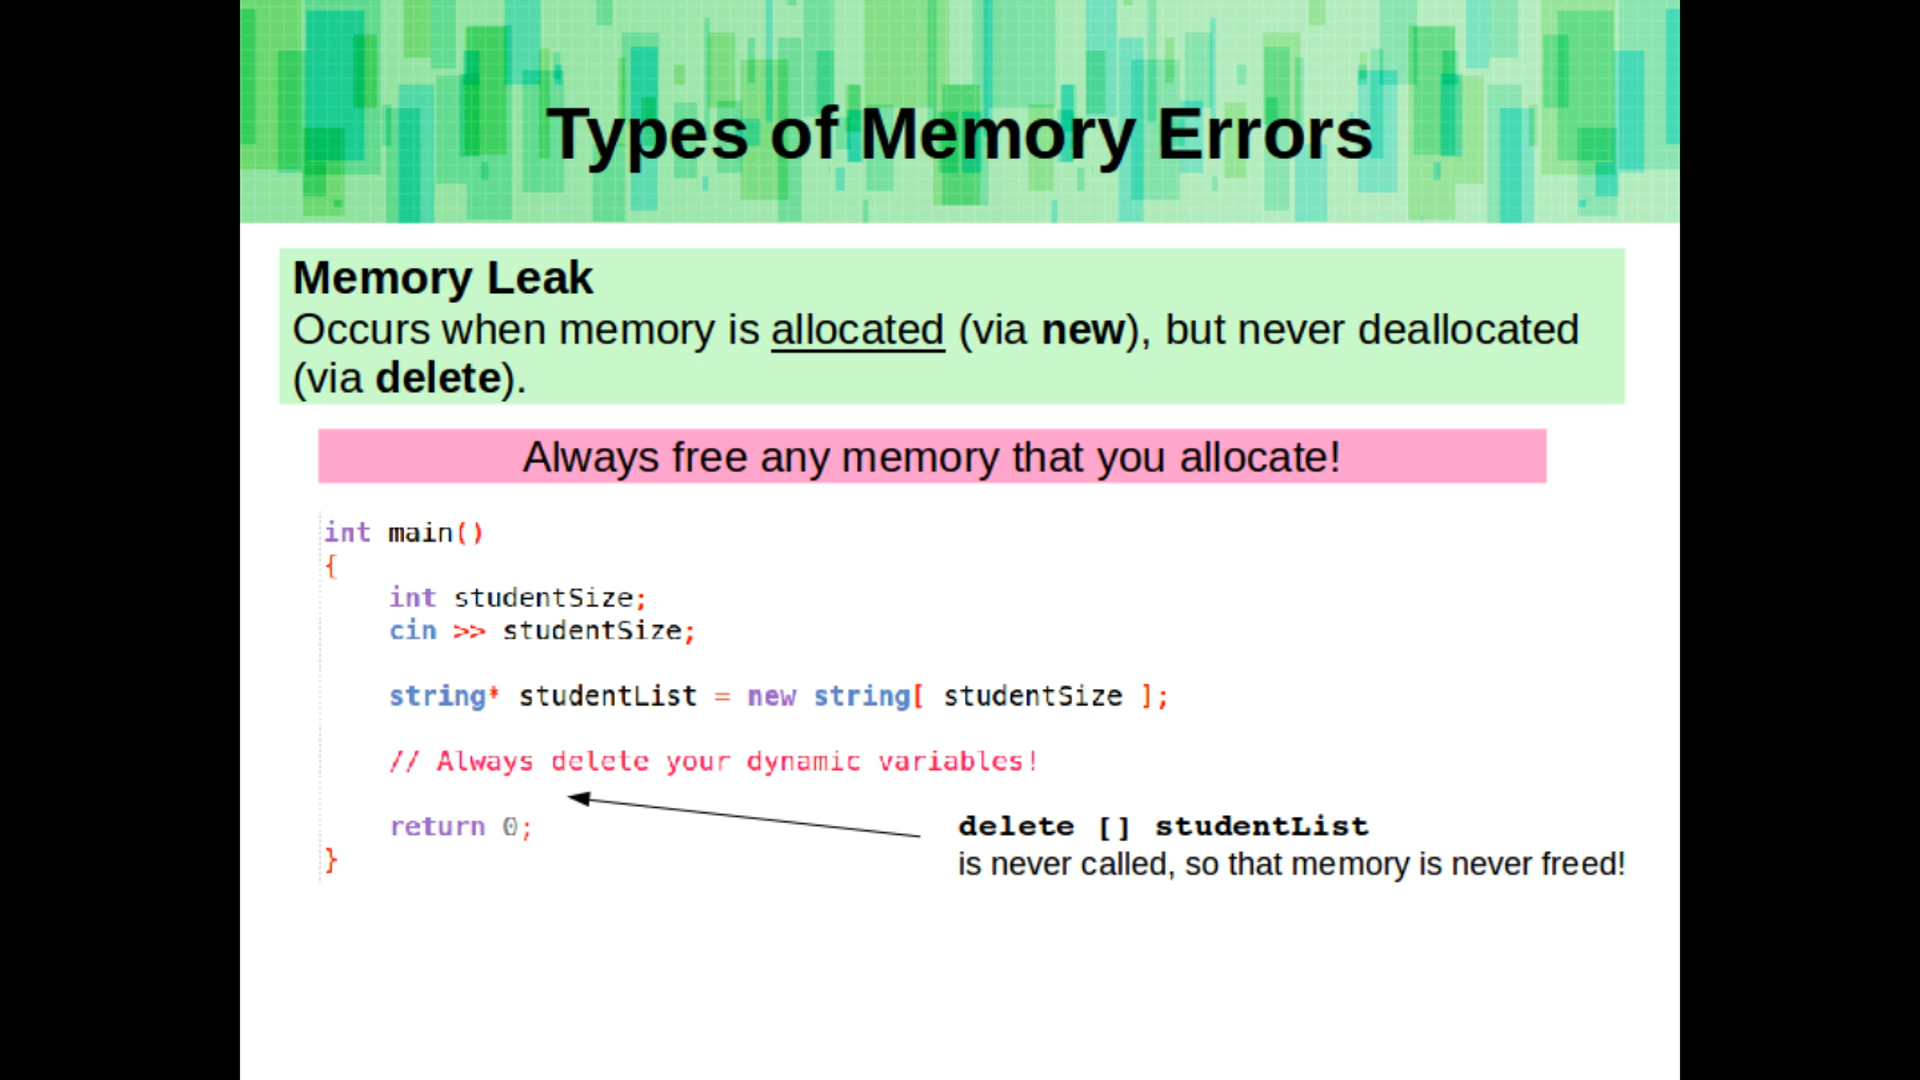 Types of Memory Errors
Memory Leak
Occurs when memory is allocated (via new), but never deallocated
(via delete).
Always free any memory that you allocate!
int main()
{
    int studentSize;
    cin >> studentSize;
    string* studentList = new string[ studentSize ];
    // Always delete your dynamic variables!
    return 0;
}
delete [] studentList
is never called, so that memory is never freed!